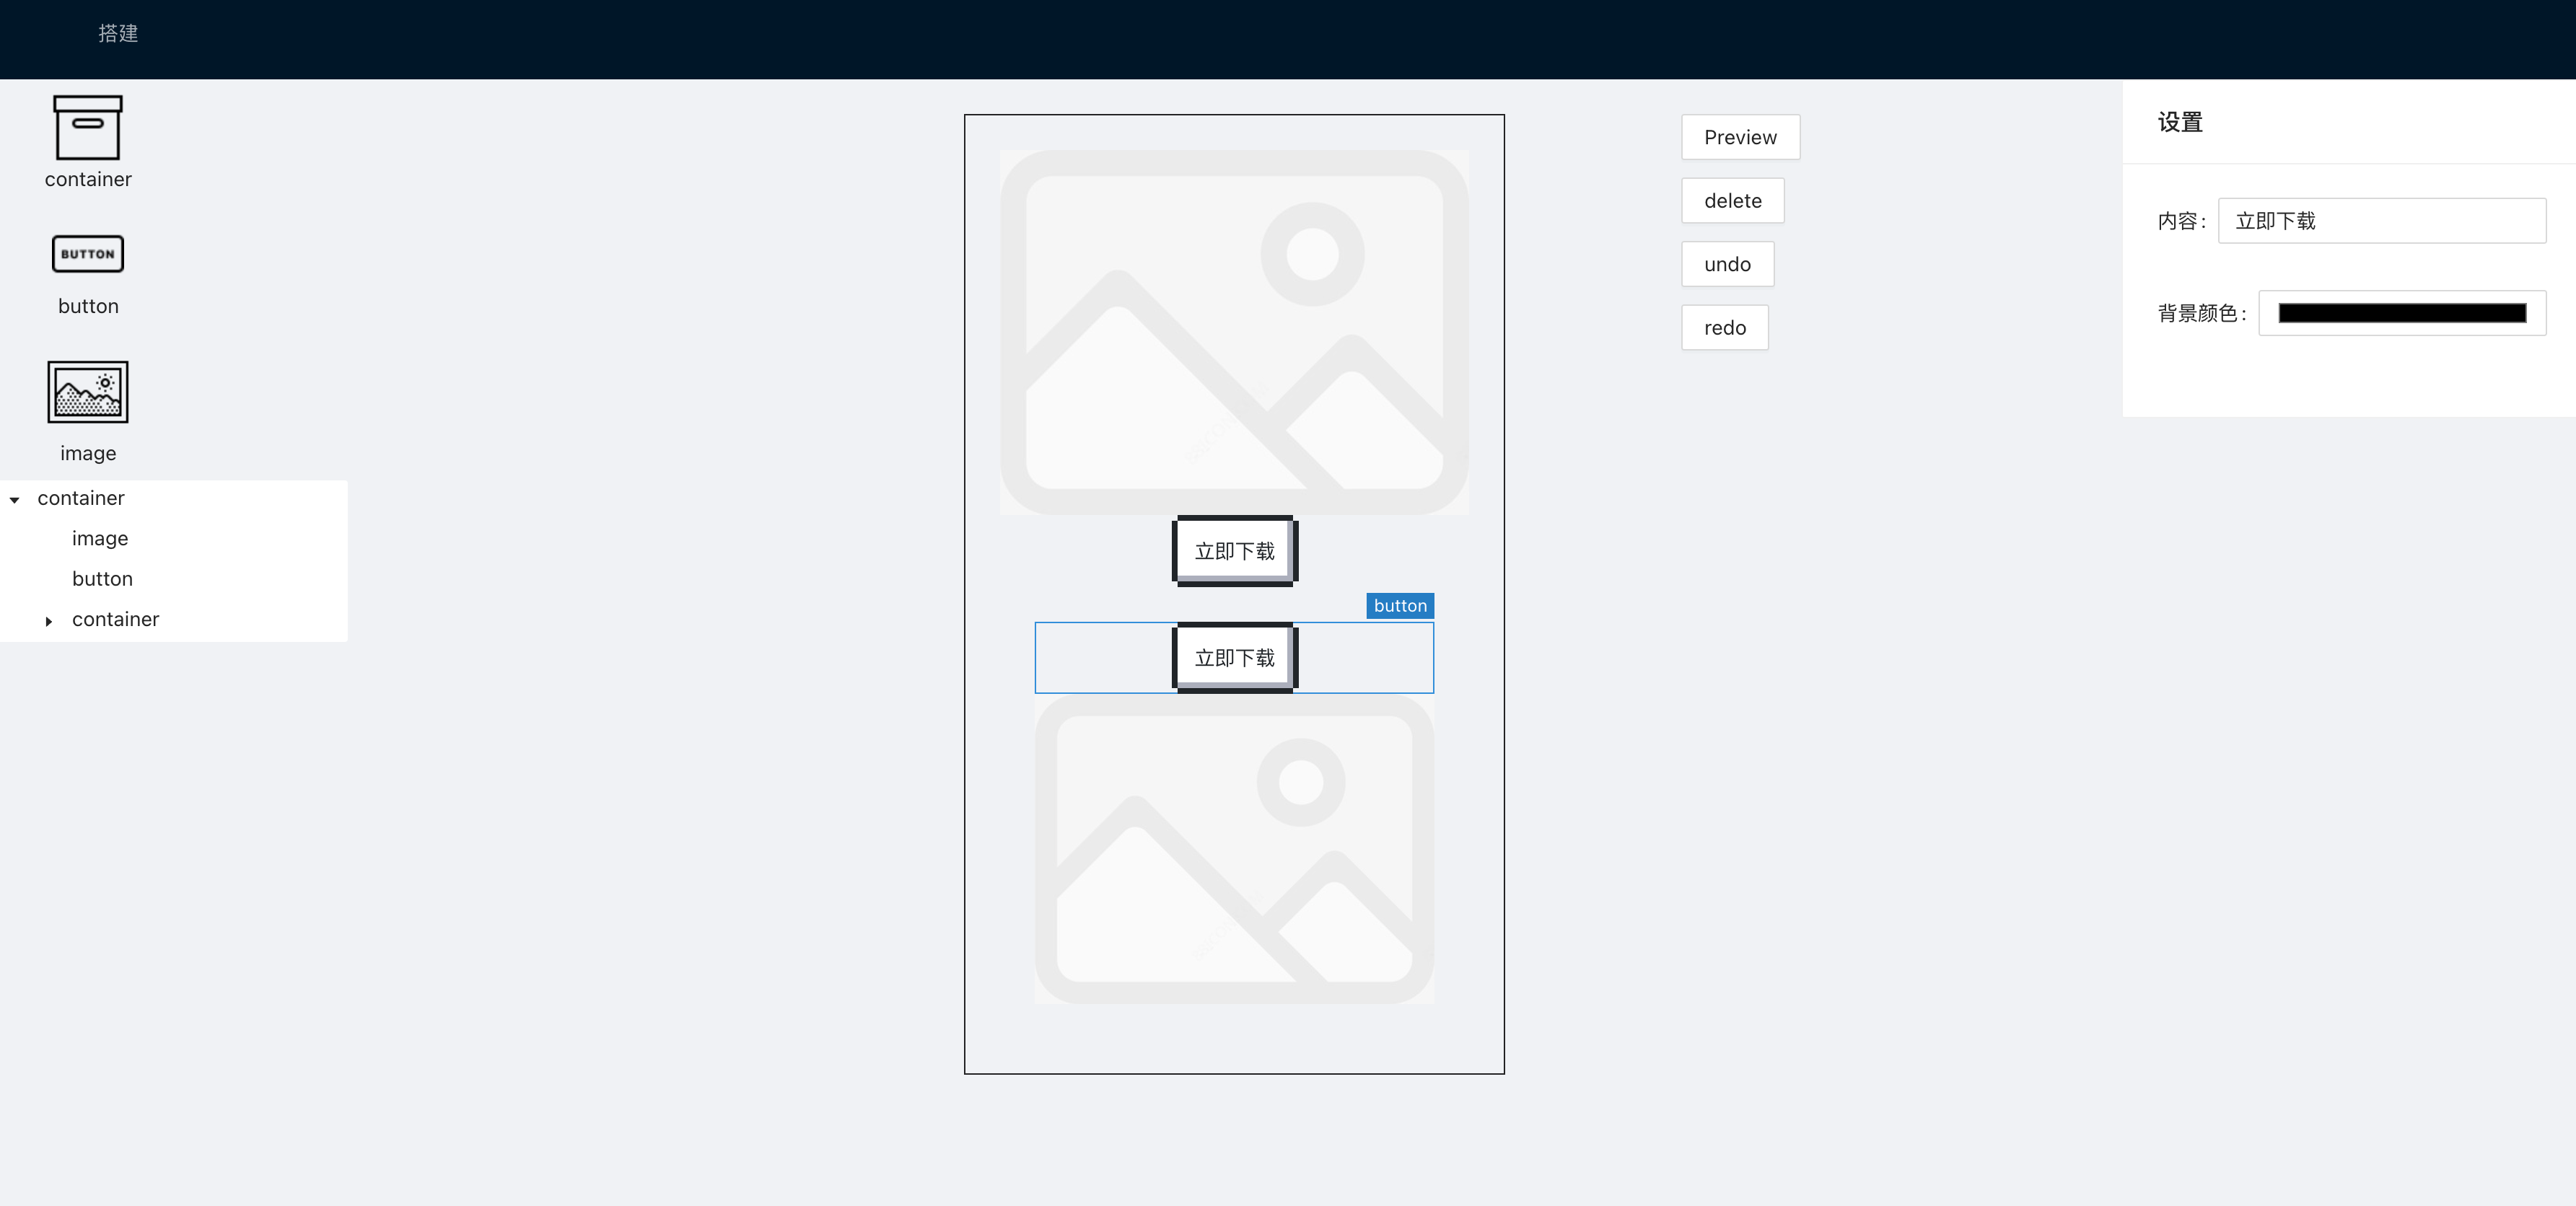 搭建
container
BUTTON
button
image
container
image
button
container
立即下载
button
立即下载
Preview
delete
undo
redo
设置
内容: 立即下载
背景颜色: